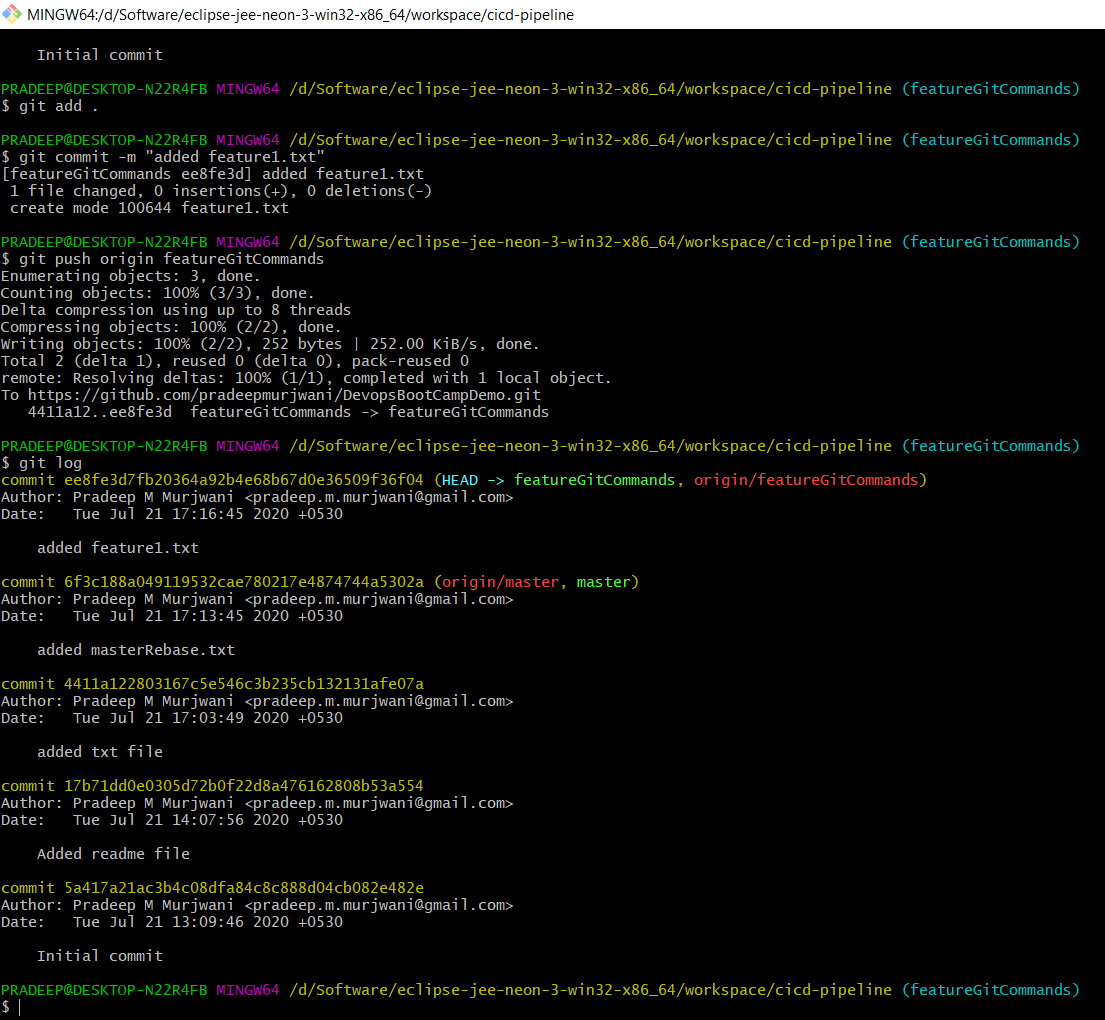 MINGW64:/d/Software/eclipse-jee-neon-3-win32-x86_64/workspace/cicd-pipeline
Initial commit
PRADEEP@DESKTOP-N22R4FB MINGW64 /d/Software/eclipse-jee-neon-3-win32-x86_64/workspace/cicd-pipeline (featureGitCommands)
$ git add .
PRADEEP@DESKTOP-N22R4FB MINGW64 /d/Software/eclipse-jee-neon-3-win32-x86_64/workspace/cicd-pipeline (featureGitCommands)
$ git commit -m "added feature1.txt"
[featureGitCommands ee8fe3d] added feature1.txt
1 file changed, 0 insertions(+), 0 deletions(-)
create mode 100644 feature1.txt
PRADEEP@DESKTOP-N22R4FB MINGW64 /d/Software/eclipse-jee-neon-3-win32-x86_64/workspace/cicd-pipeline (featureGitCommands)
$ git push origin featureGitCommands
Enumerating objects: 3, done.
Counting objects: 100% (3/3), done.
Delta compression using up to 8 threads
Compressing objects: 100% (2/2), done.
Writing objects: 100% (2/2), 252 bytes | 252.00 KiB/s, done.
Total 2 (delta 1), reused 0 (delta 0), pack-reused 0
remote: Resolving deltas: 100% (1/1), completed with 1 local object.
To https://github.com/pradeepmurjwani/DevopsBootCampDemo.git
4411a12..ee8fe3d  featureGitCommands -> featureGitCommands
PRADEEP@DESKTOP-N22R4FB MINGW64 /d/Software/eclipse-jee-neon-3-win32-x86_64/workspace/cicd-pipeline (featureGitCommands)
$ git log
commit ee8fe3d7fb20364a92b4e68b67d0e36509f36f04 (HEAD -> featureGitCommands, origin/featureGitCommands)
Author: Pradeep M Murjwani <pradeep.m.murjwani@gmail.com>
Date:   Tue Jul 21 17:16:45 2020 +0530
added feature1.txt
commit 6f3c188a049119532cae780217e4874744a5302a (origin/master, master)
Author: Pradeep M Murjwani <pradeep.m.murjwani@gmail.com>
Date:   Tue Jul 21 17:13:45 2020 +0530
added masterRebase.txt
commit 4411a122803167c5e546c3b235cb132131afe07a
Author: Pradeep M Murjwani <pradeep.m.murjwani@gmail.com>
Date:   Tue Jul 21 17:03:49 2020 +0530
added txt file
commit 17b71dd0e0305d72b0f22d8a476162808b53a554
Author: Pradeep M Murjwani <pradeep.m.murjwani@gmail.com>
Date:   Tue Jul 21 14:07:56 2020 +0530
Added readme file
commit 5a417a21ac3b4c08dfa84c8c888d04cb082e482e
Author: Pradeep M Murjwani <pradeep.m.murjwani@gmail.com>
Date:   Tue Jul 21 13:09:46 2020 +0530
Initial commit
PRADEEP@DESKTOP-N22R4FB MINGW64 /d/Software/eclipse-jee-neon-3-win32-x86_64/workspace/cicd-pipeline (featureGitCommands)
$